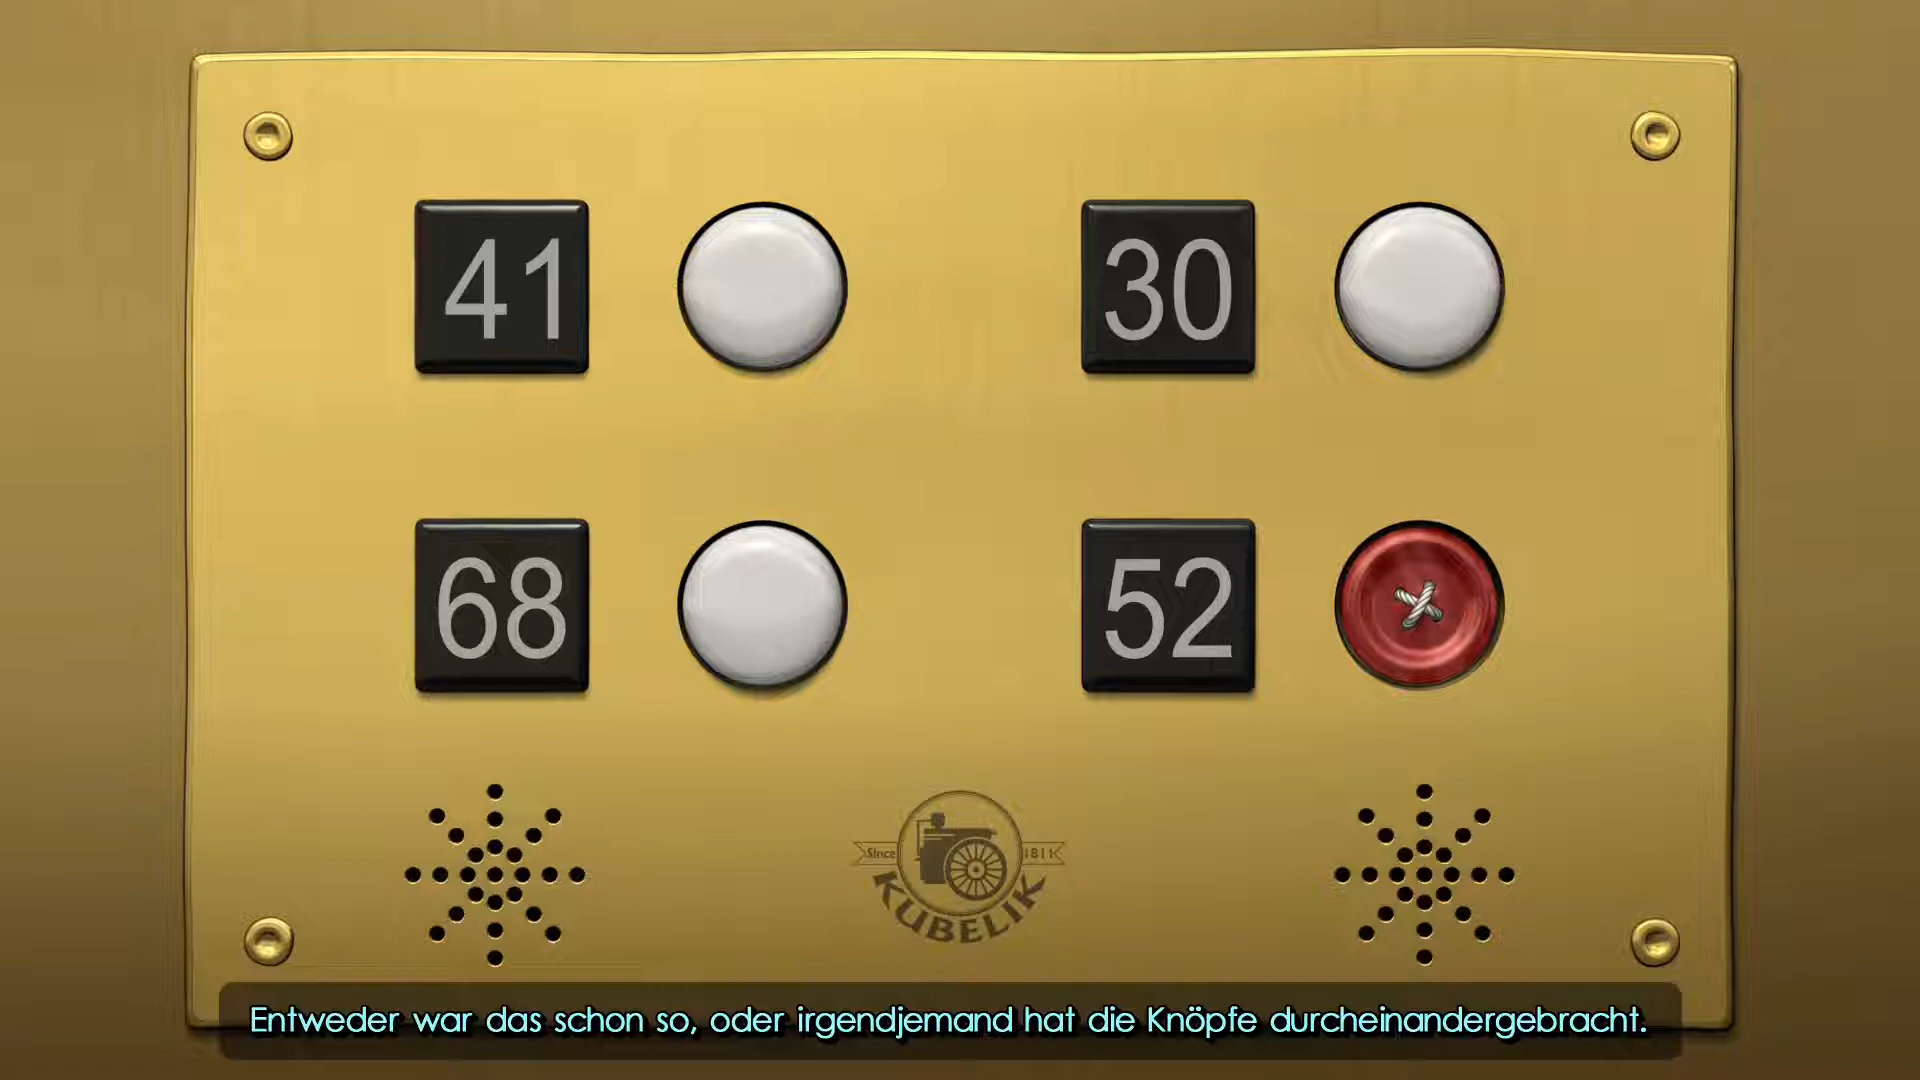 41
30
68
52
Since 1811
KUBELIK
Entweder war das schon so, oder irgendjemand hat die Knöpfe durcheinandergebracht.